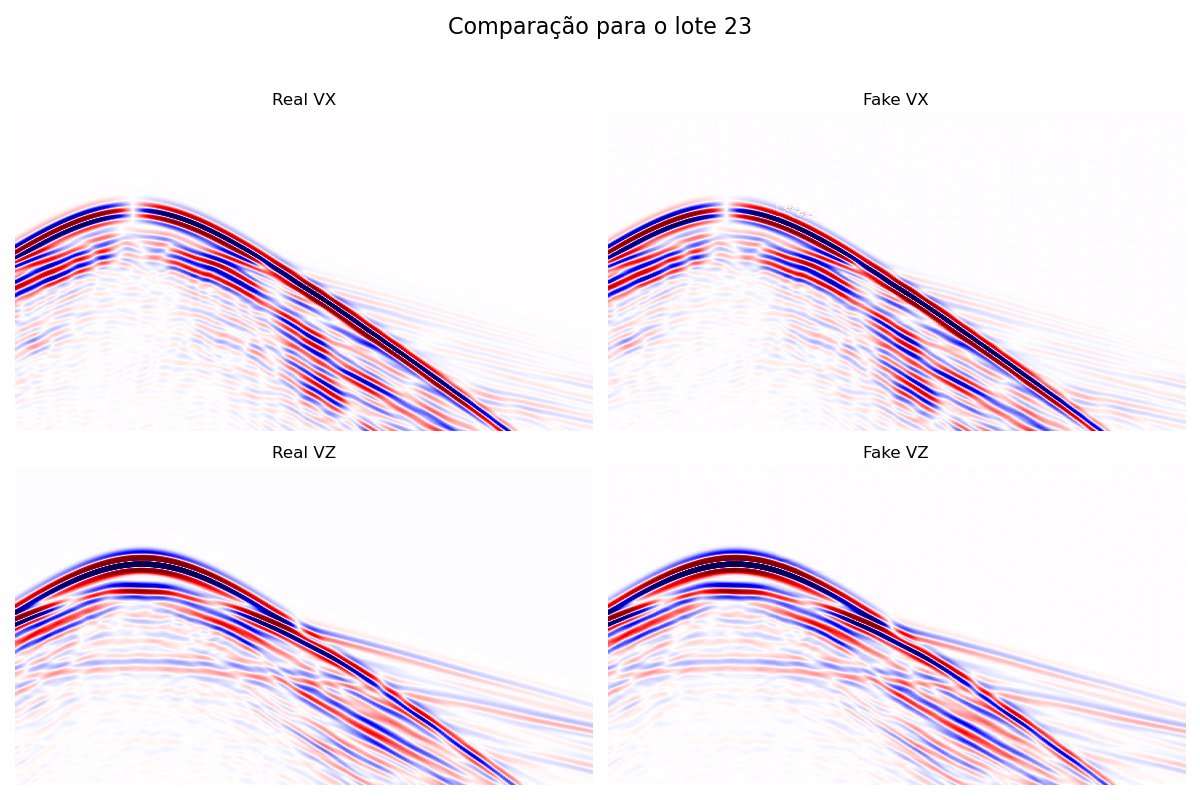 Comparação para o lote 23
Real VX
Fake VX
Real VZ
Fake VZ